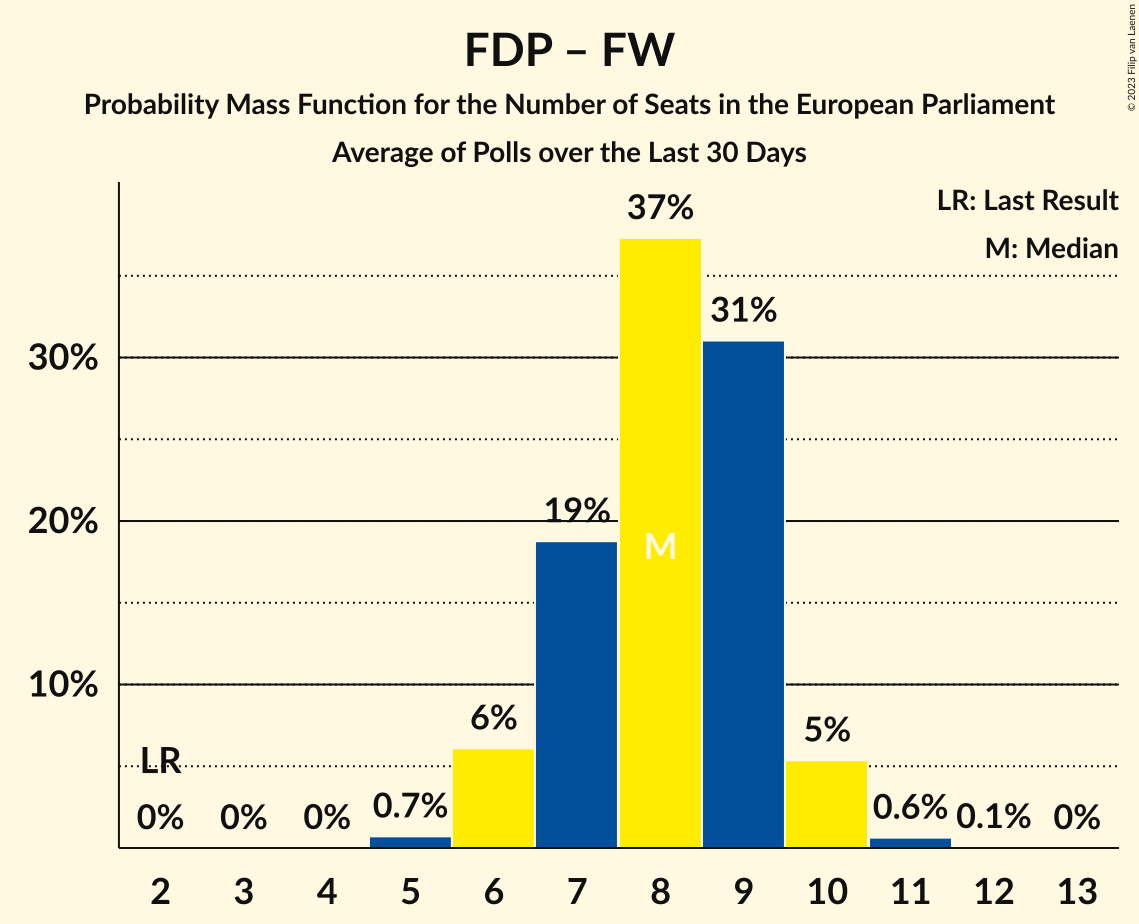 FDP – FW
Probability Mass Function for the Number of Seats in the European Parliament
Average of Polls over the Last 30 Days
© 2023 Filip van Laenen
LR: Last Result
M: Median
37%
31%
30%
19%
20%
M
10%
6%
5%
LR
0%
0%
0%
0.7%
0.6%
0.1%
0%
2 3 4 5 6 7 8 9 10 11 12 13